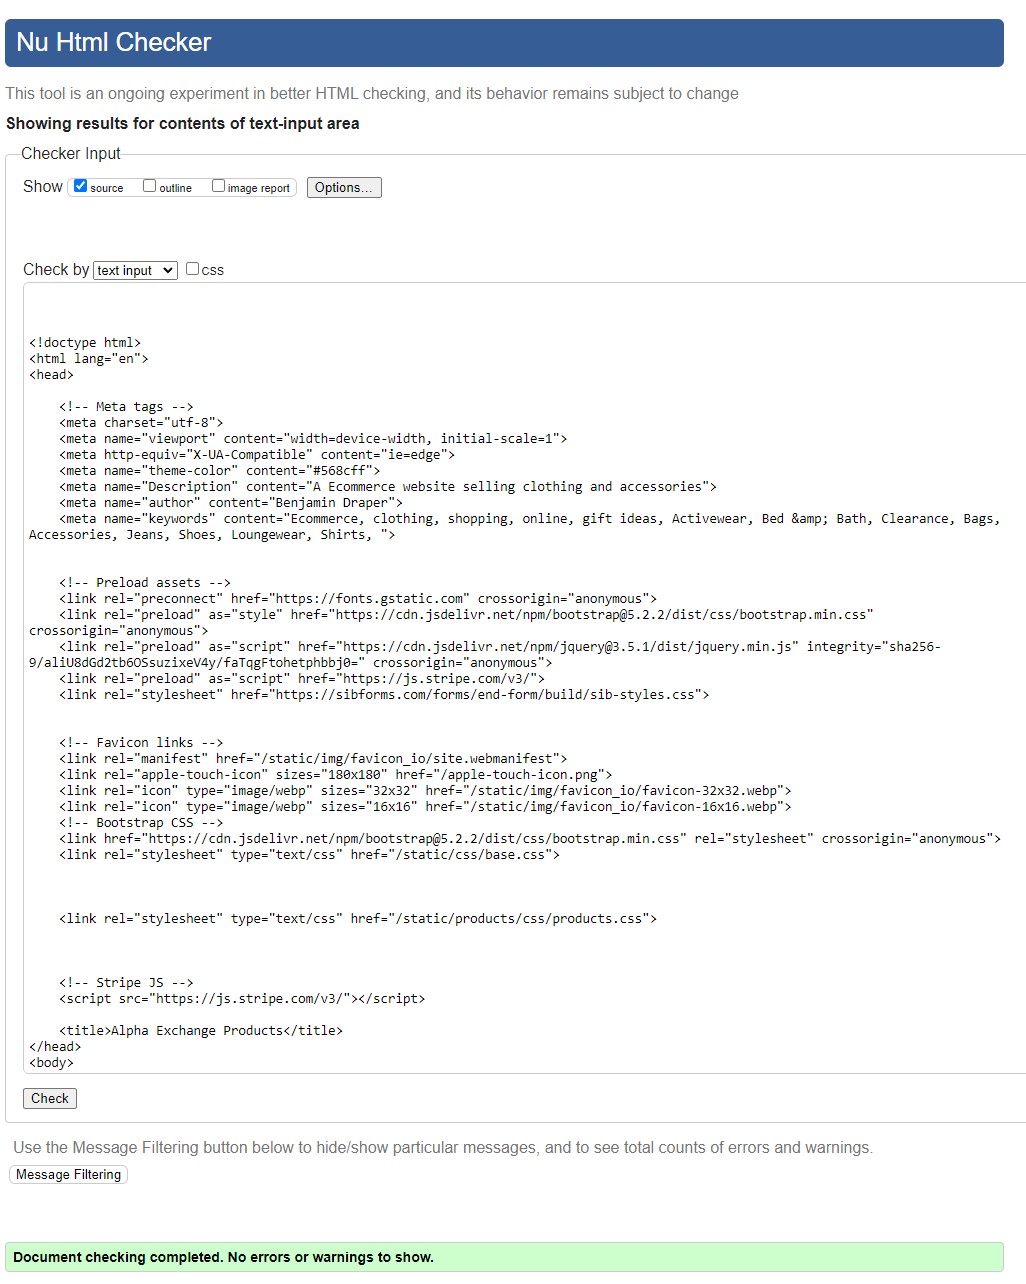 Nu Html Checker
This tool is an ongoing experiment in better HTML checking, and its behavior remains subject to change
Showing results for contents of text-input area
Checker Input
Show source outline image report Options...
Check by text input css
<!doctype html>
<html lang="en">
<head>
<!-- Meta tags -->
<meta charset="utf-8">
<meta name="viewport" content="width=device-width, initial-scale=1">
<meta http-equiv="X-UA-Compatible" content="ie=edge">
<meta name="theme-color" content="#568cff">
<meta name="Description" content="A Ecommerce website selling clothing and accessories">
<meta name="author" content="Benjamin Draper">
<meta name="keywords" content="Ecommerce, clothing, shopping, online, gift ideas, Activewear, Bed &amp; Bath, Clearance, Bags,
Accessories, Jeans, Shoes, Loungewear, Shirts, ">
<!-- Preload assets -->
<link rel="preconnect" href="https://fonts.gstatic.com" crossorigin="anonymous">
<link rel="preload" as="style" href="https://cdn.jsdelivr.net/npm/bootstrap@5.2.2/dist/css/bootstrap.min.css"
crossorigin="anonymous">
<link rel="preload" as="script" href="https://cdn.jsdelivr.net/npm/jquery@3.5.1/dist/jquery.min.js" integrity="sha256-
9/aliU8dGd2tb6OSsuzixeV4y/faTqgFtohetphbbj0=" crossorigin="anonymous">
<link rel="preload" as="script" href="https://js.stripe.com/v3/">
<link rel="stylesheet" href="https://sibforms.com/forms/end-form/build/sib-styles.css">
<!-- Favicon links -->
<link rel="manifest" href="/static/img/favicon_io/site.webmanifest">
<link rel="apple-touch-icon" sizes="180x180" href="/apple-touch-icon.png">
<link rel="icon" type="image/webp" sizes="32x32" href="/static/img/favicon_io/favicon-32x32.webp">
<link rel="icon" type="image/webp" sizes="16x16" href="/static/img/favicon_io/favicon-16x16.webp">
<!-- Bootstrap CSS -->
<link href="https://cdn.jsdelivr.net/npm/bootstrap@5.2.2/dist/css/bootstrap.min.css" rel="stylesheet" crossorigin="anonymous">
<link rel="stylesheet" type="text/css" href="/static/css/base.css">
<link rel="stylesheet" type="text/css" href="/static/products/css/products.css">
<!-- Stripe JS -->
<script src="https://js.stripe.com/v3/"></script>
<title>Alpha Exchange Products</title>
</head>
<body>
Check
Use the Message Filtering button below to hide/show particular messages, and to see total counts of errors and warnings.
Message Filtering
Document checking completed. No errors or warnings to show.